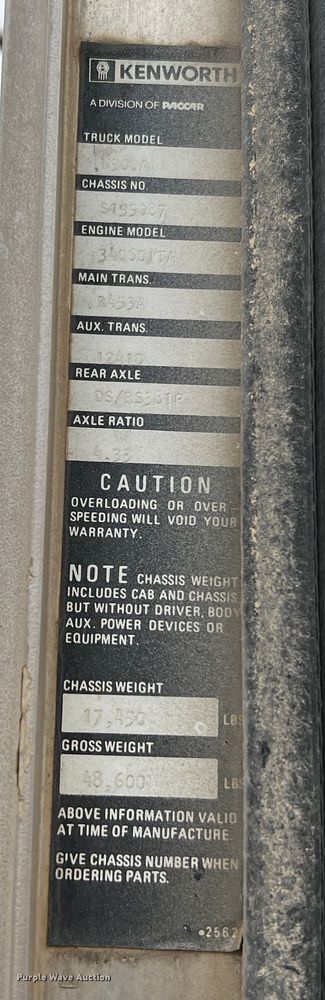 KENWORTH
A DIVISION OF PACCAR
TRUCK MODEL
CHASSIS NO.
ENGINE MODEL
MAIN TRANS.
AUX. TRANS.
REAR AXLE
AXLE RATIO
CAUTION
OVERLOADING OR OVER-
SPEEDING WILL VOID YOUR
WARRANTY.
NOTE CHASSIS WEIGHT
INCLUDES CAB AND CHASSIS
BUT WITHOUT DRIVER, BODY
AUX. POWER DEVICES OR
EQUIPMENT.
CHASSIS WEIGHT
17,450 LBS
GROSS WEIGHT
48,600 LBS
ABOVE INFORMATION VALID
AT TIME OF MANUFACTURE.
GIVE CHASSIS NUMBER WHEN
ORDERING PARTS.
•2562
Purple Wave Auction